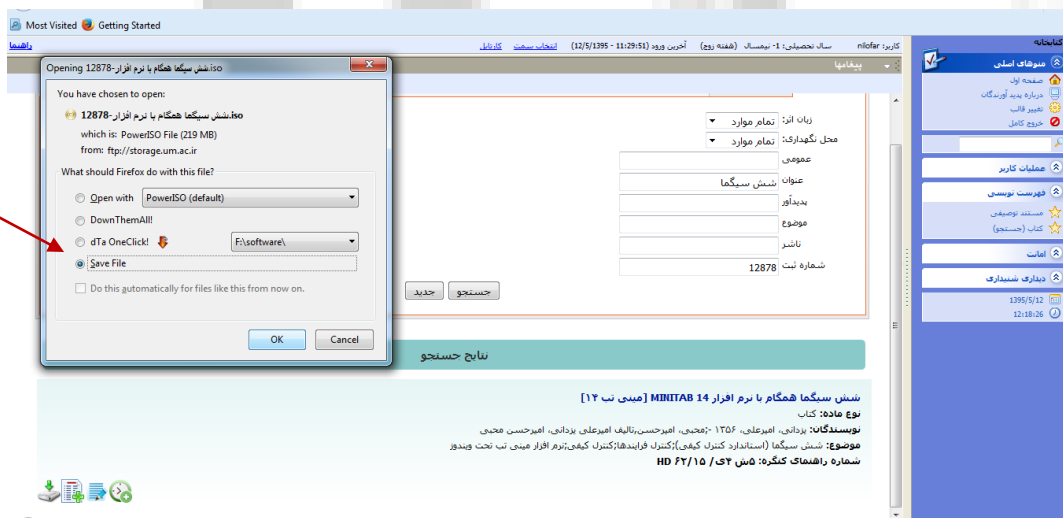 Most Visited Getting Started
کاربر: nilofar سال تحصیلی: 1- نیمسال (هفته زوج) آخرین ورود (11:29:51 - 12/5/1395) انتخاب سمت کارتابل راهنما
پیغامها
Opening 12878-شش سیگما همگام با نرم افزار.iso
You have chosen to open:
12878-شش سیگما همگام با نرم افزار.iso
which is: PowerISO File (219 MB)
from: ftp://storage.um.ac.ir
What should Firefox do with this file?
Open with PowerISO (default)
DownThemAll!
dTa OneClick! F:\software\
Save File
Do this automatically for files like this from now on.
OK Cancel
زبان اثر: تمام موارد
محل نگهداری: تمام موارد
عمومی
عنوان شش سیگما
پدیدآور
موضوع
ناشر
شماره ثبت 12878
جستجو جدید
کتابخانه
منوهای اصلی
صفحه اول
درباره پدید آورندگان
تغییر قالب
خروج کامل
عملیات کاربر
فهرست نویسی
مستند توصیفی
کتاب (جستجو)
امانت
دیداری شنیداری
1395/5/12
12:18:26
نتایج جستجو
شش سیگما همگام با نرم افزار MINITAB 14 [مینی تب ۱۴]
نوع ماده: کتاب
نویسندگان: یزدانی، امیرعلی، ۱۳۵۶ -;محبی، امیرحسن,تالیف امیرعلی یزدانی، امیرحسن محبی
موضوع: شش سیگما (استاندارد کنترل کیفی);کنترل فرایندها;کنترل کیفی;نرم افزار مینی تب تحت ویندوز
شماره راهنمای کنگره: ۵ش ۴ی/ ۶۲/۱۵ HD